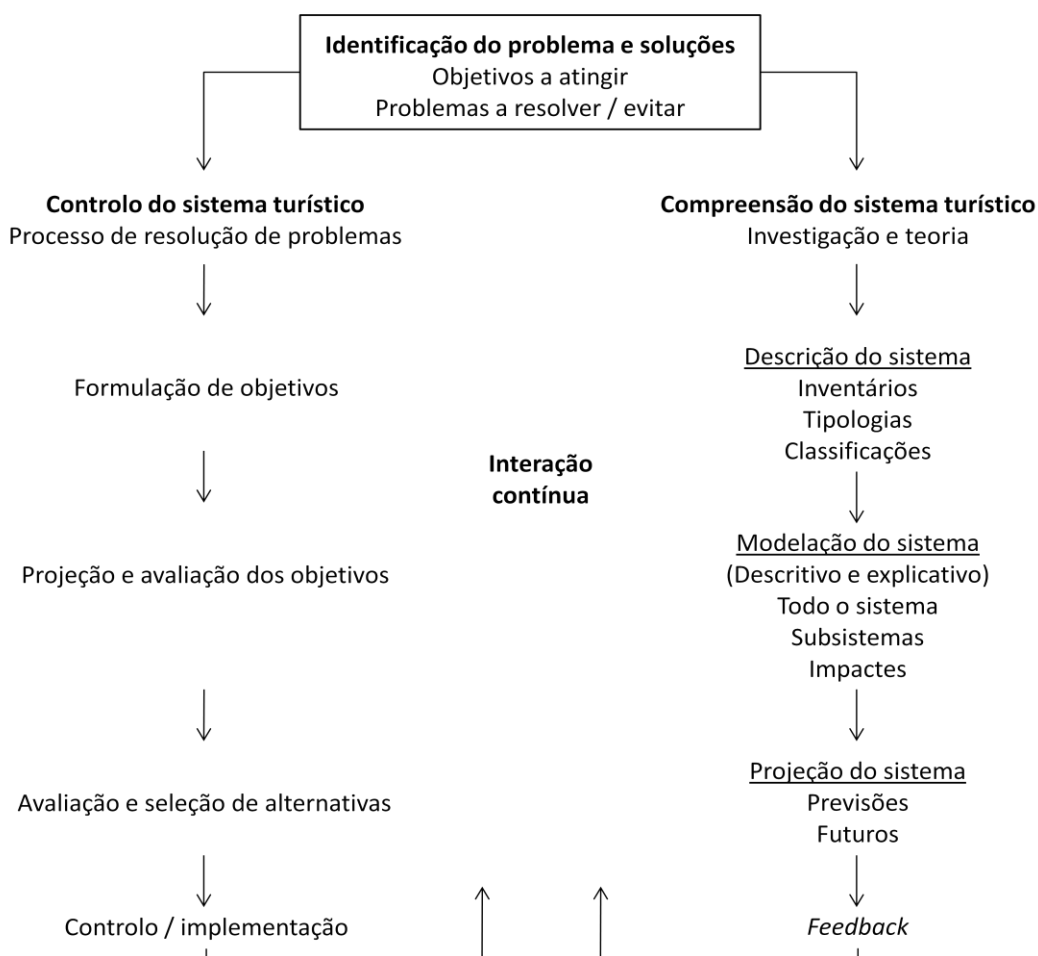 Identificação do problema e soluções
Objetivos a atingir
Problemas a resolver / evitar
Controlo do sistema turístico
Processo de resolução de problemas
Formulação de objetivos
Projeção e avaliação dos objetivos
Avaliação e seleção de alternativas
Controlo / implementação
Interação
contínua
Compreensão do sistema turístico
Investigação e teoria
Descrição do sistema
Inventários
Tipologias
Classificações
Modelação do sistema
(Descritivo e explicativo)
Todo o sistema
Subsistemas
Impactes
Projeção do sistema
Previsões
Futuros
Feedback